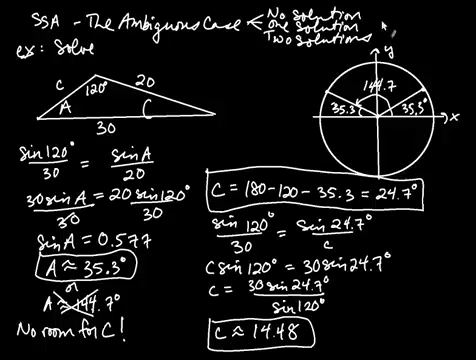 SSA - The Ambiguous Case < No solution
One solution
Two solutions
ex: Solve
c 120° 20
A C
30
y
144.7
35.3° 35.3°
x
sin 120° / 30 = sin A / 20
30 sin A / 30 = 20 sin 120° / 30
sin A = 0.577
A ≈ 35.3°
or
A ≈ 144.7°
No room for C!
C = 180 - 120 - 35.3 = 24.7°
sin 120° / 30 = sin 24.7° / c
c sin 120° = 30 sin 24.7°
c = 30 sin 24.7° / sin 120°
c ≈ 14.48